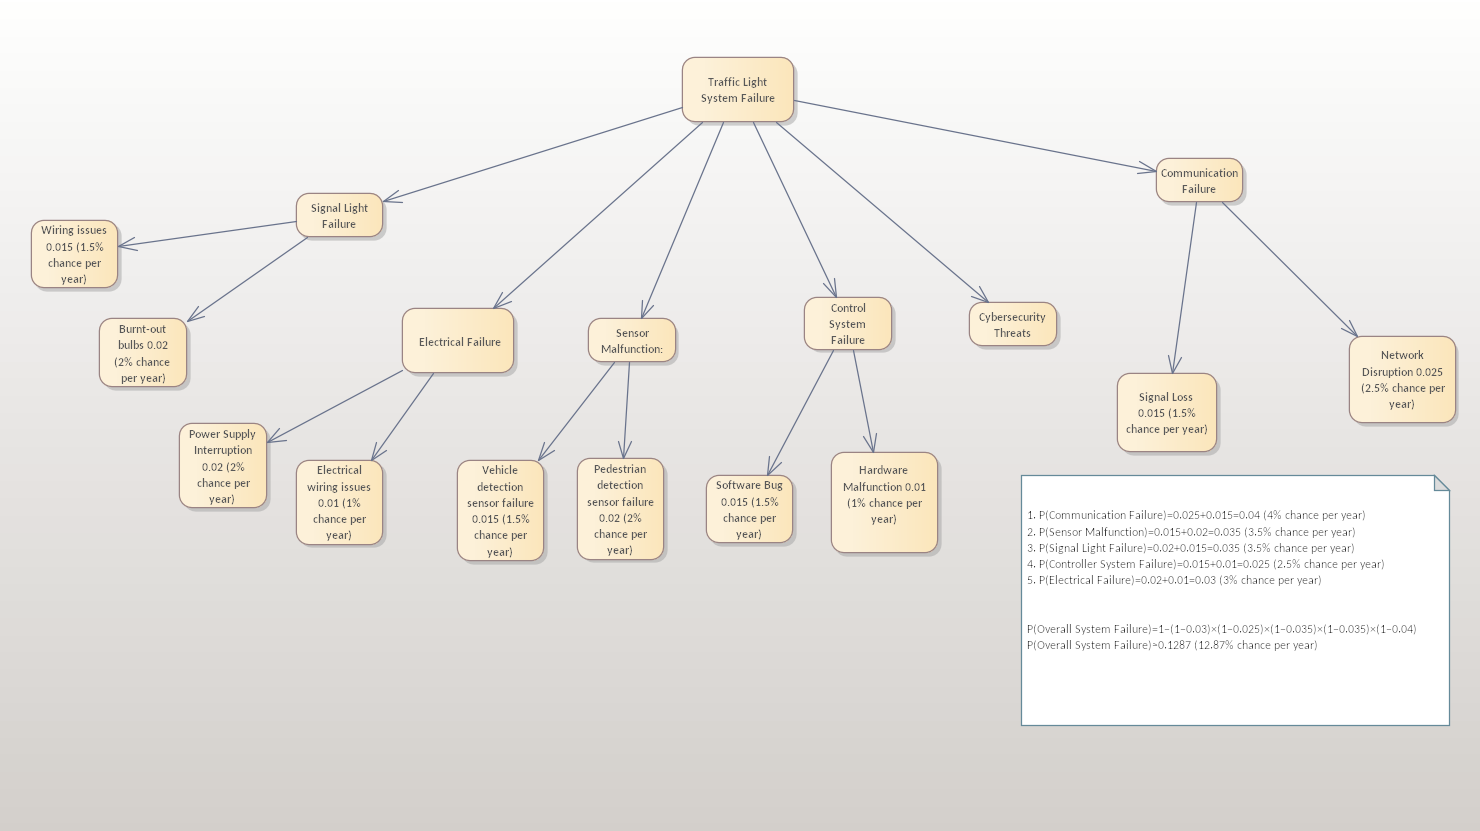 Traffic Light
System Failure
Communication
Failure
Signal Light
Failure
Wiring issues
0.015 (1.5%
chance per
year)
Burnt-out
bulbs 0.02
(2% chance
per year)
Electrical Failure
Sensor
Malfunction:
Control
System
Failure
Cybersecurity
Threats
Network
Disruption 0.025
(2.5% chance per
year)
Signal Loss
0.015 (1.5%
chance per year)
Power Supply
Interruption
0.02 (2%
chance per
year)
Electrical
wiring issues
0.01 (1%
chance per
year)
Vehicle
detection
sensor failure
0.015 (1.5%
chance per
year)
Pedestrian
detection
sensor failure
0.02 (2%
chance per
year)
Software Bug
0.015 (1.5%
chance per
year)
Hardware
Malfunction 0.01
(1% chance per
year)
1. P(Communication Failure)=0.025+0.015=0.04 (4% chance per year)
2. P(Sensor Malfunction)=0.015+0.02=0.035 (3.5% chance per year)
3. P(Signal Light Failure)=0.02+0.015=0.035 (3.5% chance per year)
4. P(Controller System Failure)=0.015+0.01=0.025 (2.5% chance per year)
5. P(Electrical Failure)=0.02+0.01=0.03 (3% chance per year)
P(Overall System Failure)=1−(1−0.03)×(1−0.025)×(1−0.035)×(1−0.035)×(1−0.04)
P(Overall System Failure)≈0.1287 (12.87% chance per year)